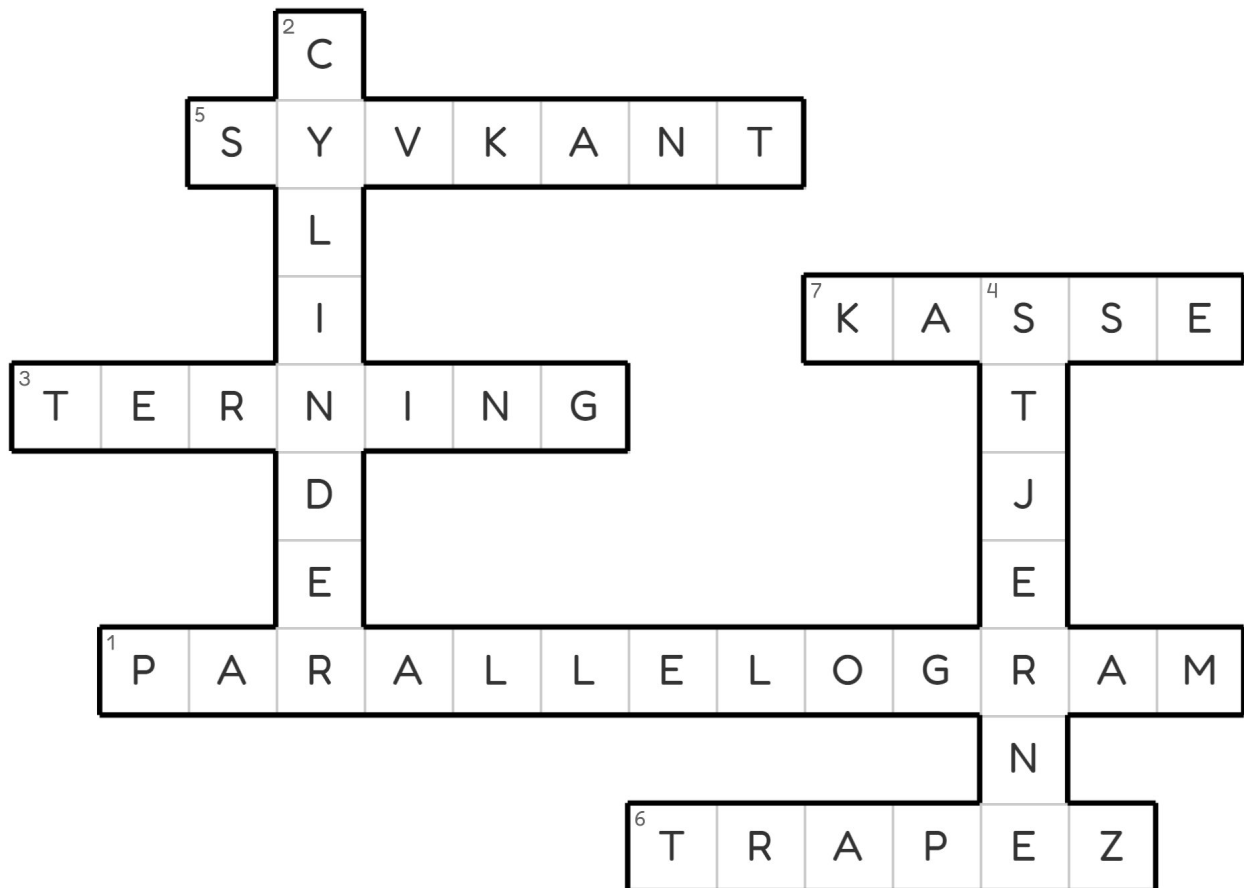 2 C
5 S Y V K A N T
L
I 7 K A 4 S S E
3 T E R N I N G T
D J
E E
1 P A R A L L E L O G R A M
N
6 T R A P E Z